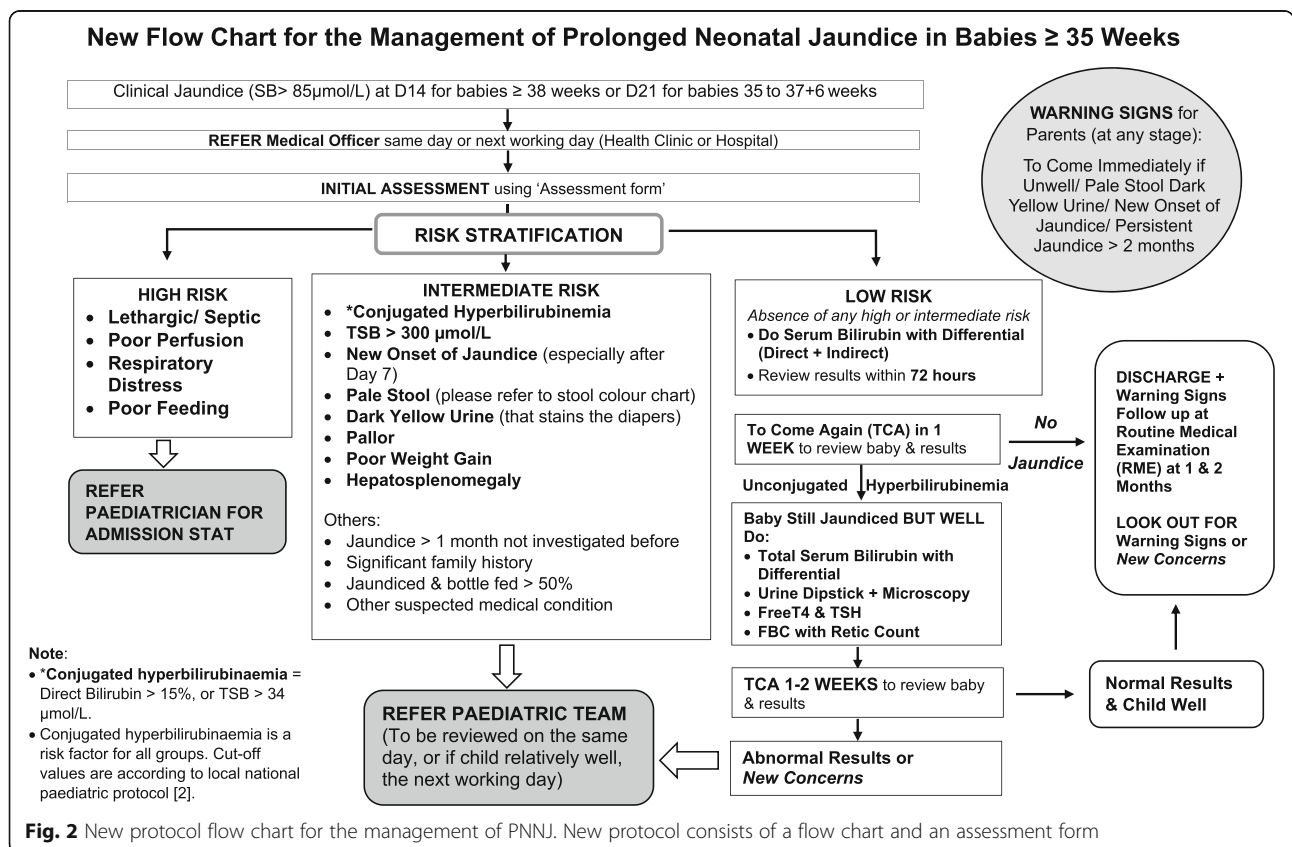 New Flow Chart for the Management of Prolonged Neonatal Jaundice in Babies ≥ 35 Weeks
Clinical Jaundice (SB> 85µmol/L) at D14 for babies ≥ 38 weeks or D21 for babies 35 to 37+6 weeks
REFER Medical Officer same day or next working day (Health Clinic or Hospital)
INITIAL ASSESSMENT using ‘Assessment form’
RISK STRATIFICATION
WARNING SIGNS for
Parents (at any stage):
To Come Immediately if
Unwell/ Pale Stool Dark
Yellow Urine/ New Onset of
Jaundice/ Persistent
Jaundice > 2 months
HIGH RISK
• Lethargic/ Septic
• Poor Perfusion
• Respiratory
Distress
• Poor Feeding
REFER
PAEDIATRICIAN FOR
ADMISSION STAT
INTERMEDIATE RISK
• *Conjugated Hyperbilirubinemia
• TSB > 300 µmol/L
• New Onset of Jaundice (especially after
Day 7)
• Pale Stool (please refer to stool colour chart)
• Dark Yellow Urine (that stains the diapers)
• Pallor
• Poor Weight Gain
• Hepatosplenomegaly
Others:
• Jaundice > 1 month not investigated before
• Significant family history
• Jaundiced & bottle fed > 50%
• Other suspected medical condition
REFER PAEDIATRIC TEAM
(To be reviewed on the same
day, or if child relatively well,
the next working day)
LOW RISK
Absence of any high or intermediate risk
• Do Serum Bilirubin with Differential
(Direct + Indirect)
• Review results within 72 hours
To Come Again (TCA) in 1
WEEK to review baby & results
No
Jaundice
Unconjugated Hyperbilirubinemia
Baby Still Jaundiced BUT WELL
Do:
• Total Serum Bilirubin with
Differential
• Urine Dipstick + Microscopy
• FreeT4 & TSH
• FBC with Retic Count
TCA 1-2 WEEKS to review baby
& results
Abnormal Results or
New Concerns
DISCHARGE +
Warning Signs
Follow up at
Routine Medical
Examination
(RME) at 1 & 2
Months
LOOK OUT FOR
Warning Signs or
New Concerns
Normal Results
& Child Well
Note:
• *Conjugated hyperbilirubinaemia =
Direct Bilirubin > 15%, or TSB > 34
µmol/L.
• Conjugated hyperbilirubinaemia is a
risk factor for all groups. Cut-off
values are according to local national
paediatric protocol [2].
Fig. 2 New protocol flow chart for the management of PNNJ. New protocol consists of a flow chart and an assessment form